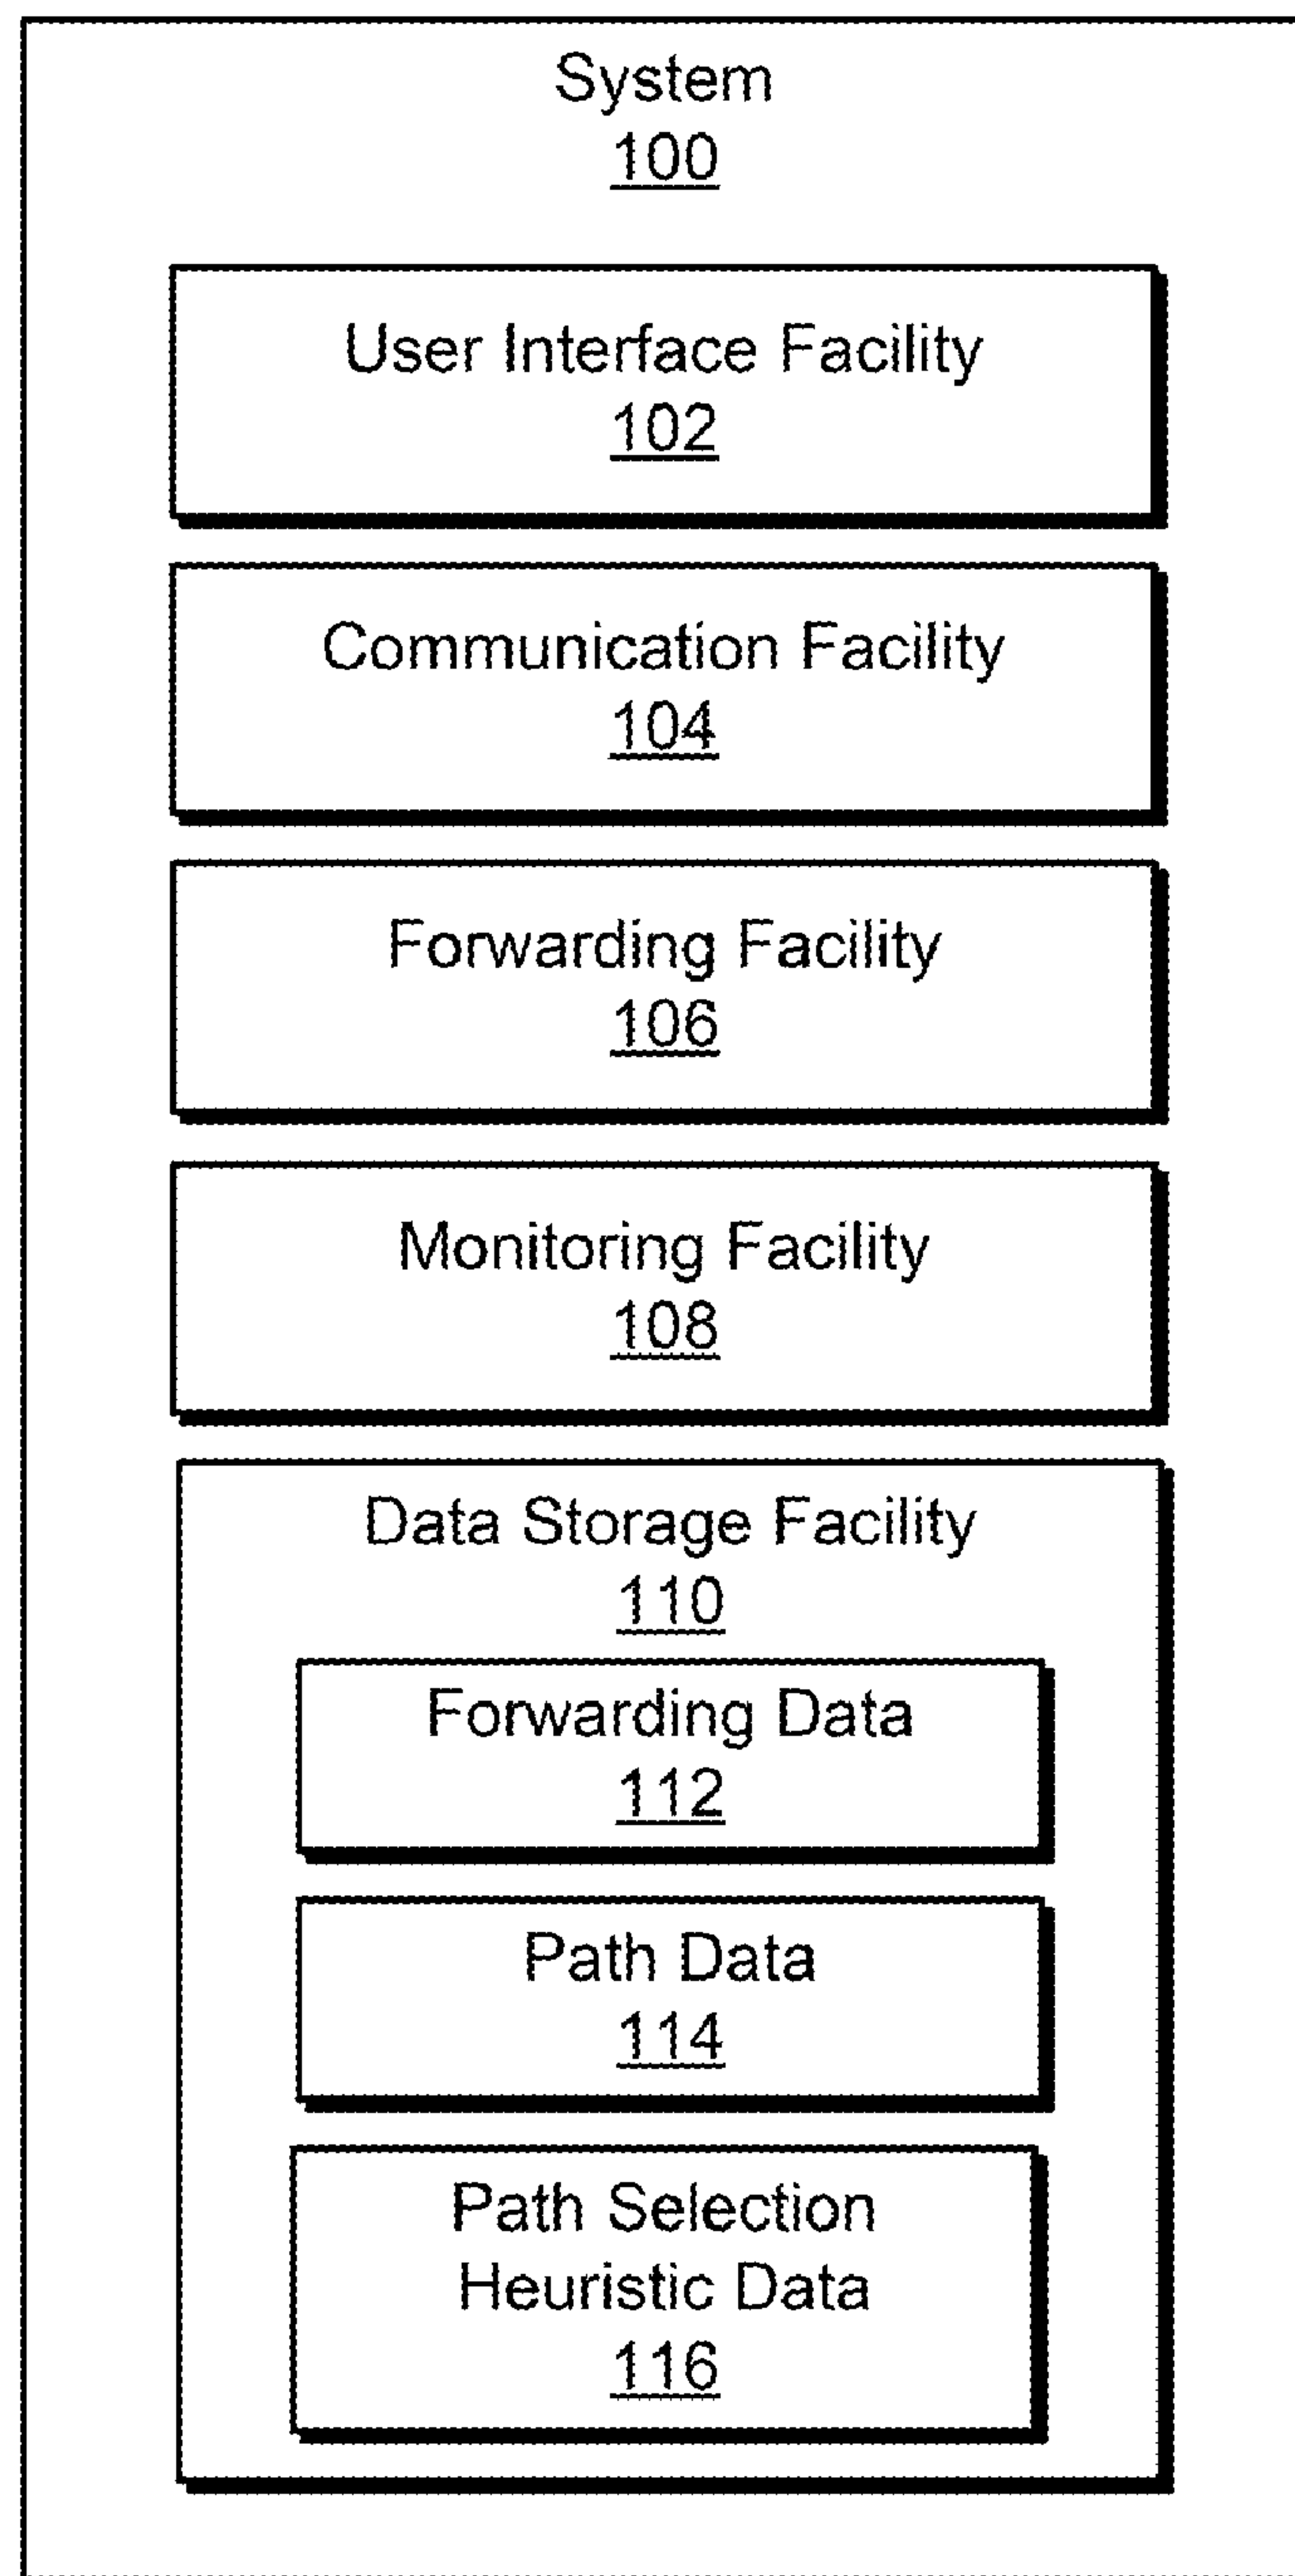 System
100
User Interface Facility
102
Communication Facility
104
Forwarding Facility
106
Monitoring Facility
108
Data Storage Facility
110
Forwarding Data
112
Path Data
114
Path Selection
Heuristic Data
116